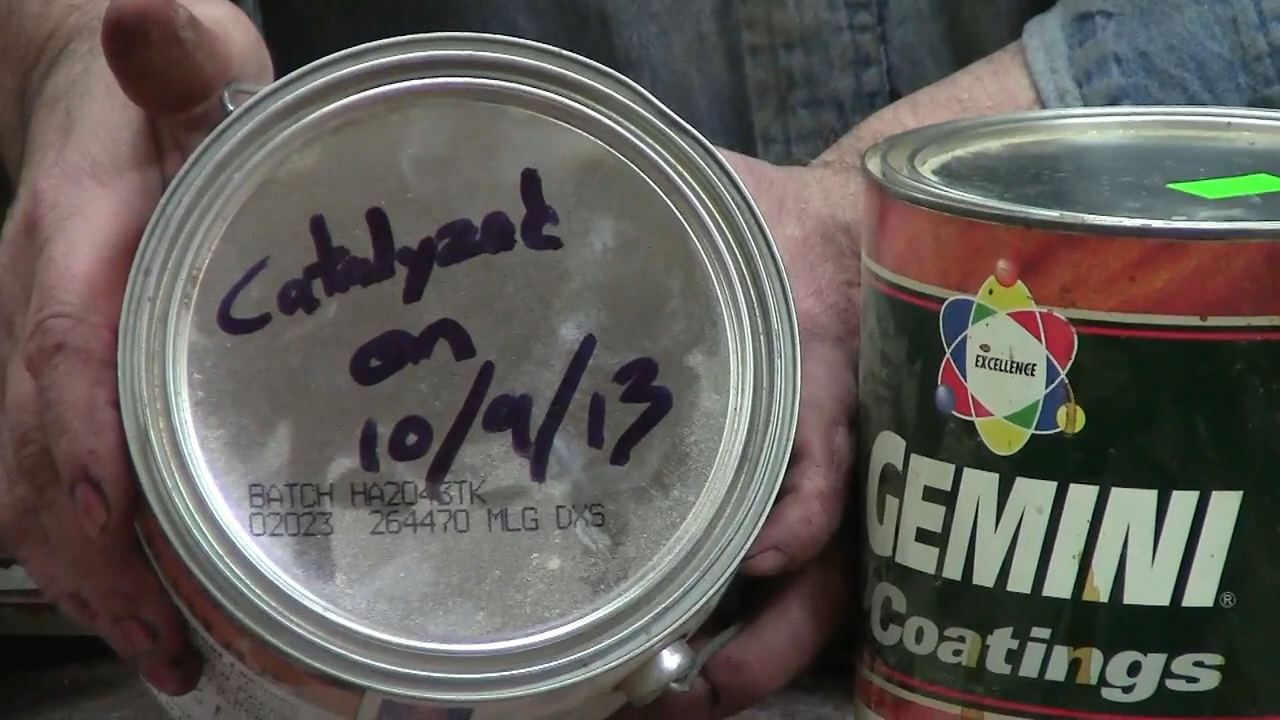 Catalyzed
on
10/9/13
BATCH HA2043TK
02023 264470 MLG DXS
EXCELLENCE
GEMINI®
Coatings